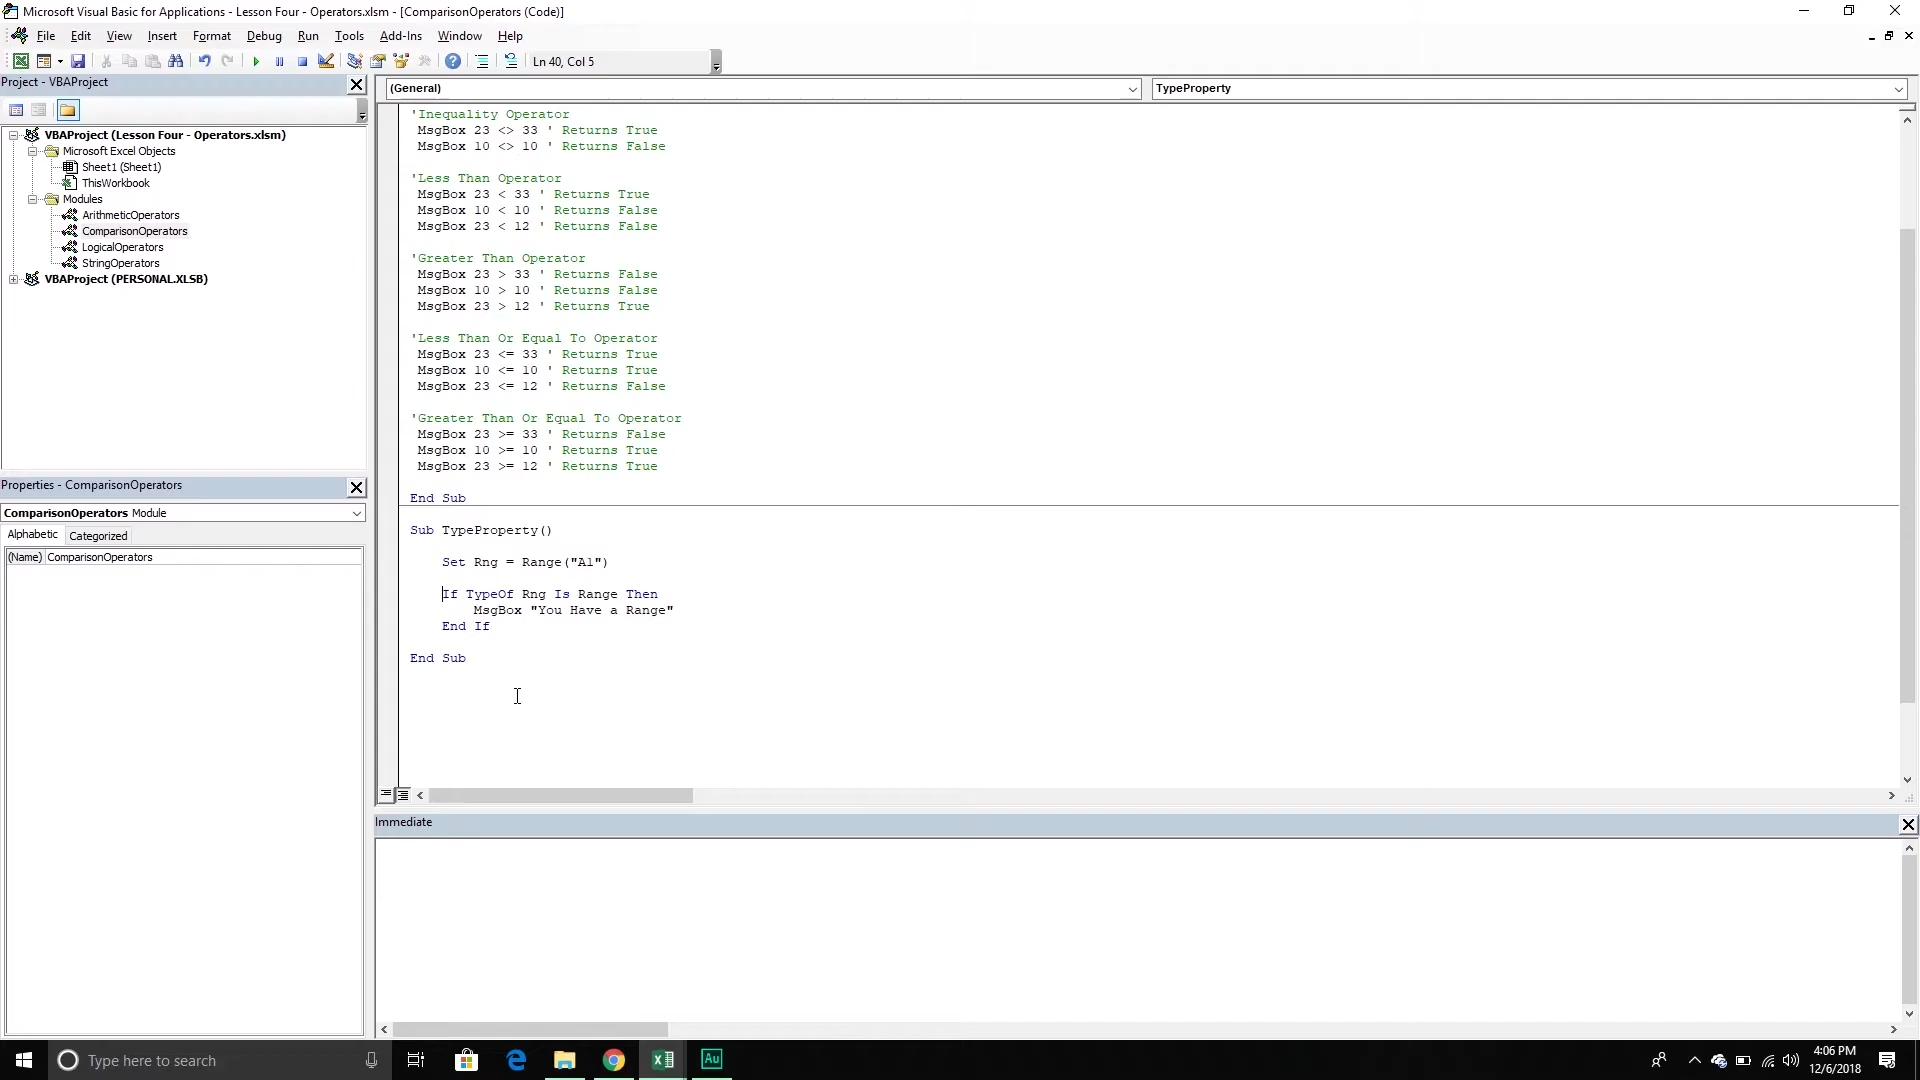 Microsoft Visual Basic for Applications - Lesson Four - Operators.xlsm - [ComparisonOperators (Code)]
File Edit View Insert Format Debug Run Tools Add-Ins Window Help
Ln 40, Col 5
Project - VBAProject
(General)
TypeProperty
VBAProject (Lesson Four - Operators.xlsm)
Microsoft Excel Objects
Sheet1 (Sheet1)
ThisWorkbook
Modules
ArithmeticOperators
ComparisonOperators
LogicalOperators
StringOperators
VBAProject (PERSONAL.XLSB)
Properties - ComparisonOperators
ComparisonOperators Module
Alphabetic Categorized
(Name) ComparisonOperators
'Inequality Operator
MsgBox 23 <> 33 ' Returns True
MsgBox 10 <> 10 ' Returns False
'Less Than Operator
MsgBox 23 < 33 ' Returns True
MsgBox 10 < 10 ' Returns False
MsgBox 23 < 12 ' Returns False
'Greater Than Operator
MsgBox 23 > 33 ' Returns False
MsgBox 10 > 10 ' Returns False
MsgBox 23 > 12 ' Returns True
'Less Than Or Equal To Operator
MsgBox 23 <= 33 ' Returns True
MsgBox 10 <= 10 ' Returns True
MsgBox 23 <= 12 ' Returns False
'Greater Than Or Equal To Operator
MsgBox 23 >= 33 ' Returns False
MsgBox 10 >= 10 ' Returns True
MsgBox 23 >= 12 ' Returns True
End Sub
Sub TypeProperty()
Set Rng = Range("A1")
If TypeOf Rng Is Range Then
MsgBox "You Have a Range"
End If
End Sub
Immediate
Type here to search
Au
4:06 PM
12/6/2018